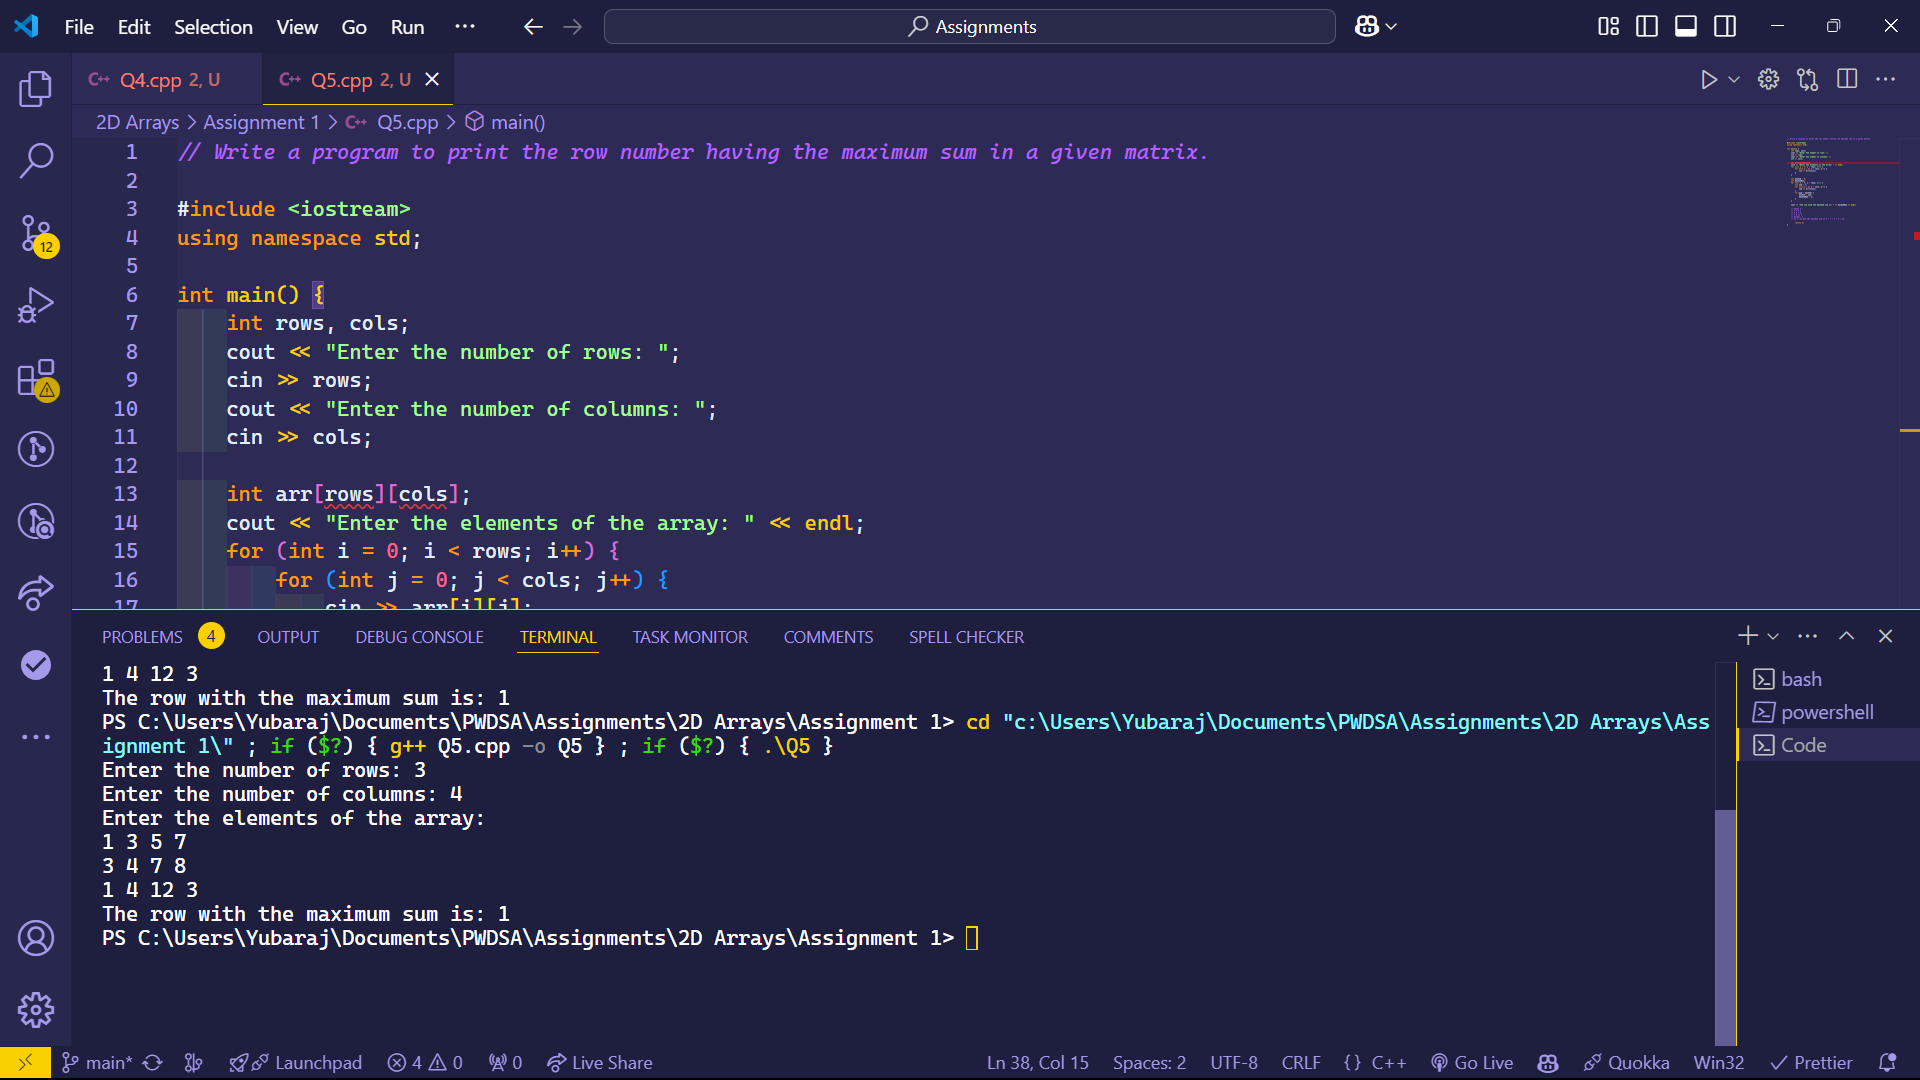 File Edit Selection View Go Run ··· Assignments
C++ Q4.cpp 2, U C++ Q5.cpp 2, U
2D Arrays > Assignment 1 > C++ Q5.cpp > main()
1 // Write a program to print the row number having the maximum sum in a given matrix.
2
3 #include <iostream>
4 using namespace std;
5
6 int main() {
7 int rows, cols;
8 cout << "Enter the number of rows: ";
9 cin >> rows;
10 cout << "Enter the number of columns: ";
11 cin >> cols;
12
13 int arr[rows][cols];
14 cout << "Enter the elements of the array: " << endl;
15 for (int i = 0; i < rows; i++) {
16 for (int j = 0; j < cols; j++) {
17 cin >> arr[i][j];
12
PROBLEMS 4 OUTPUT DEBUG CONSOLE TERMINAL TASK MONITOR COMMENTS SPELL CHECKER
1 4 12 3
The row with the maximum sum is: 1
PS C:\Users\Yubaraj\Documents\PWDSA\Assignments\2D Arrays\Assignment 1> cd "c:\Users\Yubaraj\Documents\PWDSA\Assignments\2D Arrays\Ass
ignment 1\" ; if ($?) { g++ Q5.cpp -o Q5 } ; if ($?) { .\Q5 }
Enter the number of rows: 3
Enter the number of columns: 4
Enter the elements of the array:
1 3 5 7
3 4 7 8
1 4 12 3
The row with the maximum sum is: 1
PS C:\Users\Yubaraj\Documents\PWDSA\Assignments\2D Arrays\Assignment 1>
bash
powershell
Code
main* Launchpad 4 0 0 Live Share Ln 38, Col 15 Spaces: 2 UTF-8 CRLF {} C++ Go Live Quokka Win32 Prettier